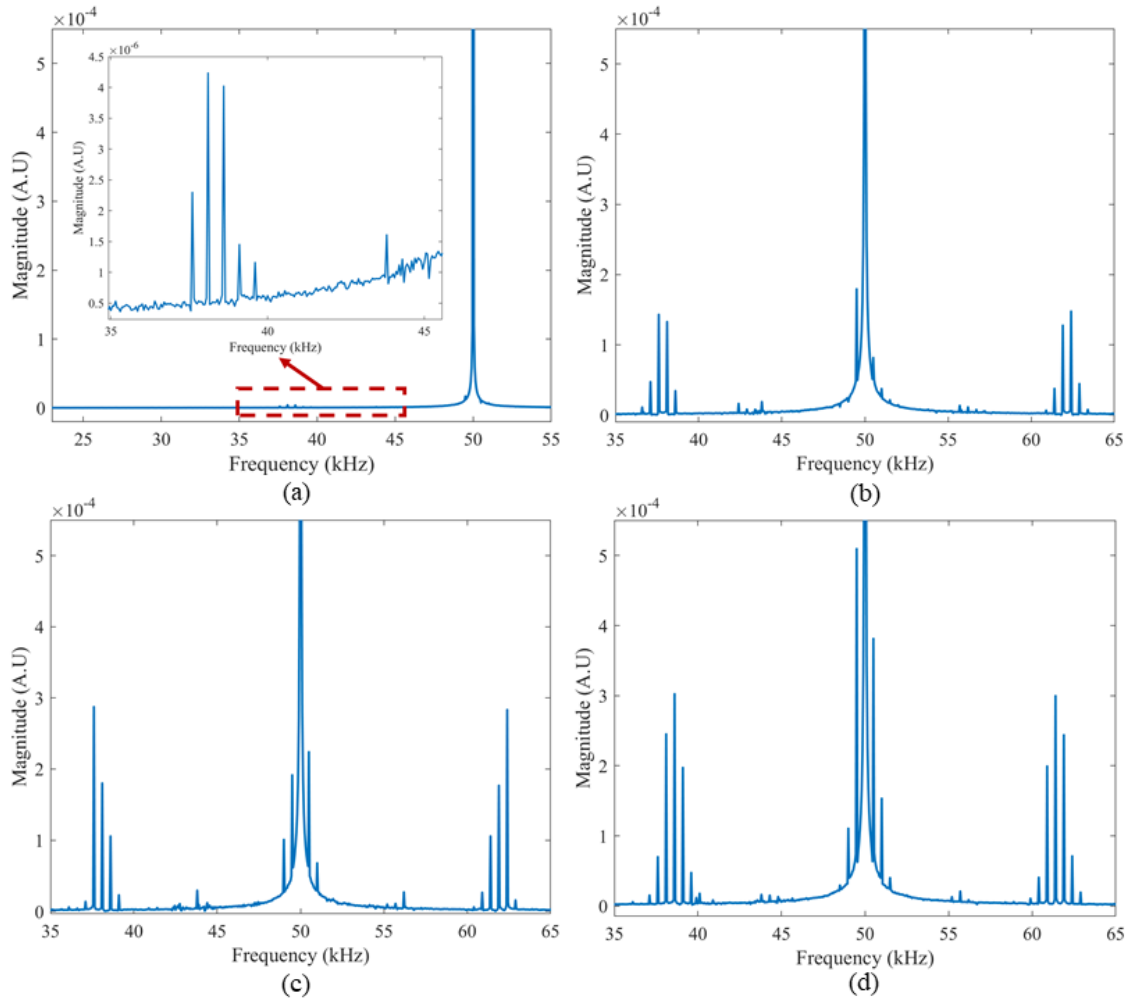 ×10⁻⁴
5
4
3
2
1
0
Magnitude (A.U)
25 30 35 40 45 50 55
Frequency (kHz)
×10⁻⁶
4.5
4
3.5
3
2.5
2
1.5
1
0.5
Magnitude (A.U)
35 40 45
Frequency (kHz)
(a)
×10⁻⁴
5
4
3
2
1
0
Magnitude (A.U)
35 40 45 50 55 60 65
Frequency (kHz)
(b)
×10⁻⁴
5
4
3
2
1
0
Magnitude (A.U)
35 40 45 50 55 60 65
Frequency (kHz)
(c)
×10⁻⁴
5
4
3
2
1
0
Magnitude (A.U)
35 40 45 50 55 60 65
Frequency (kHz)
(d)